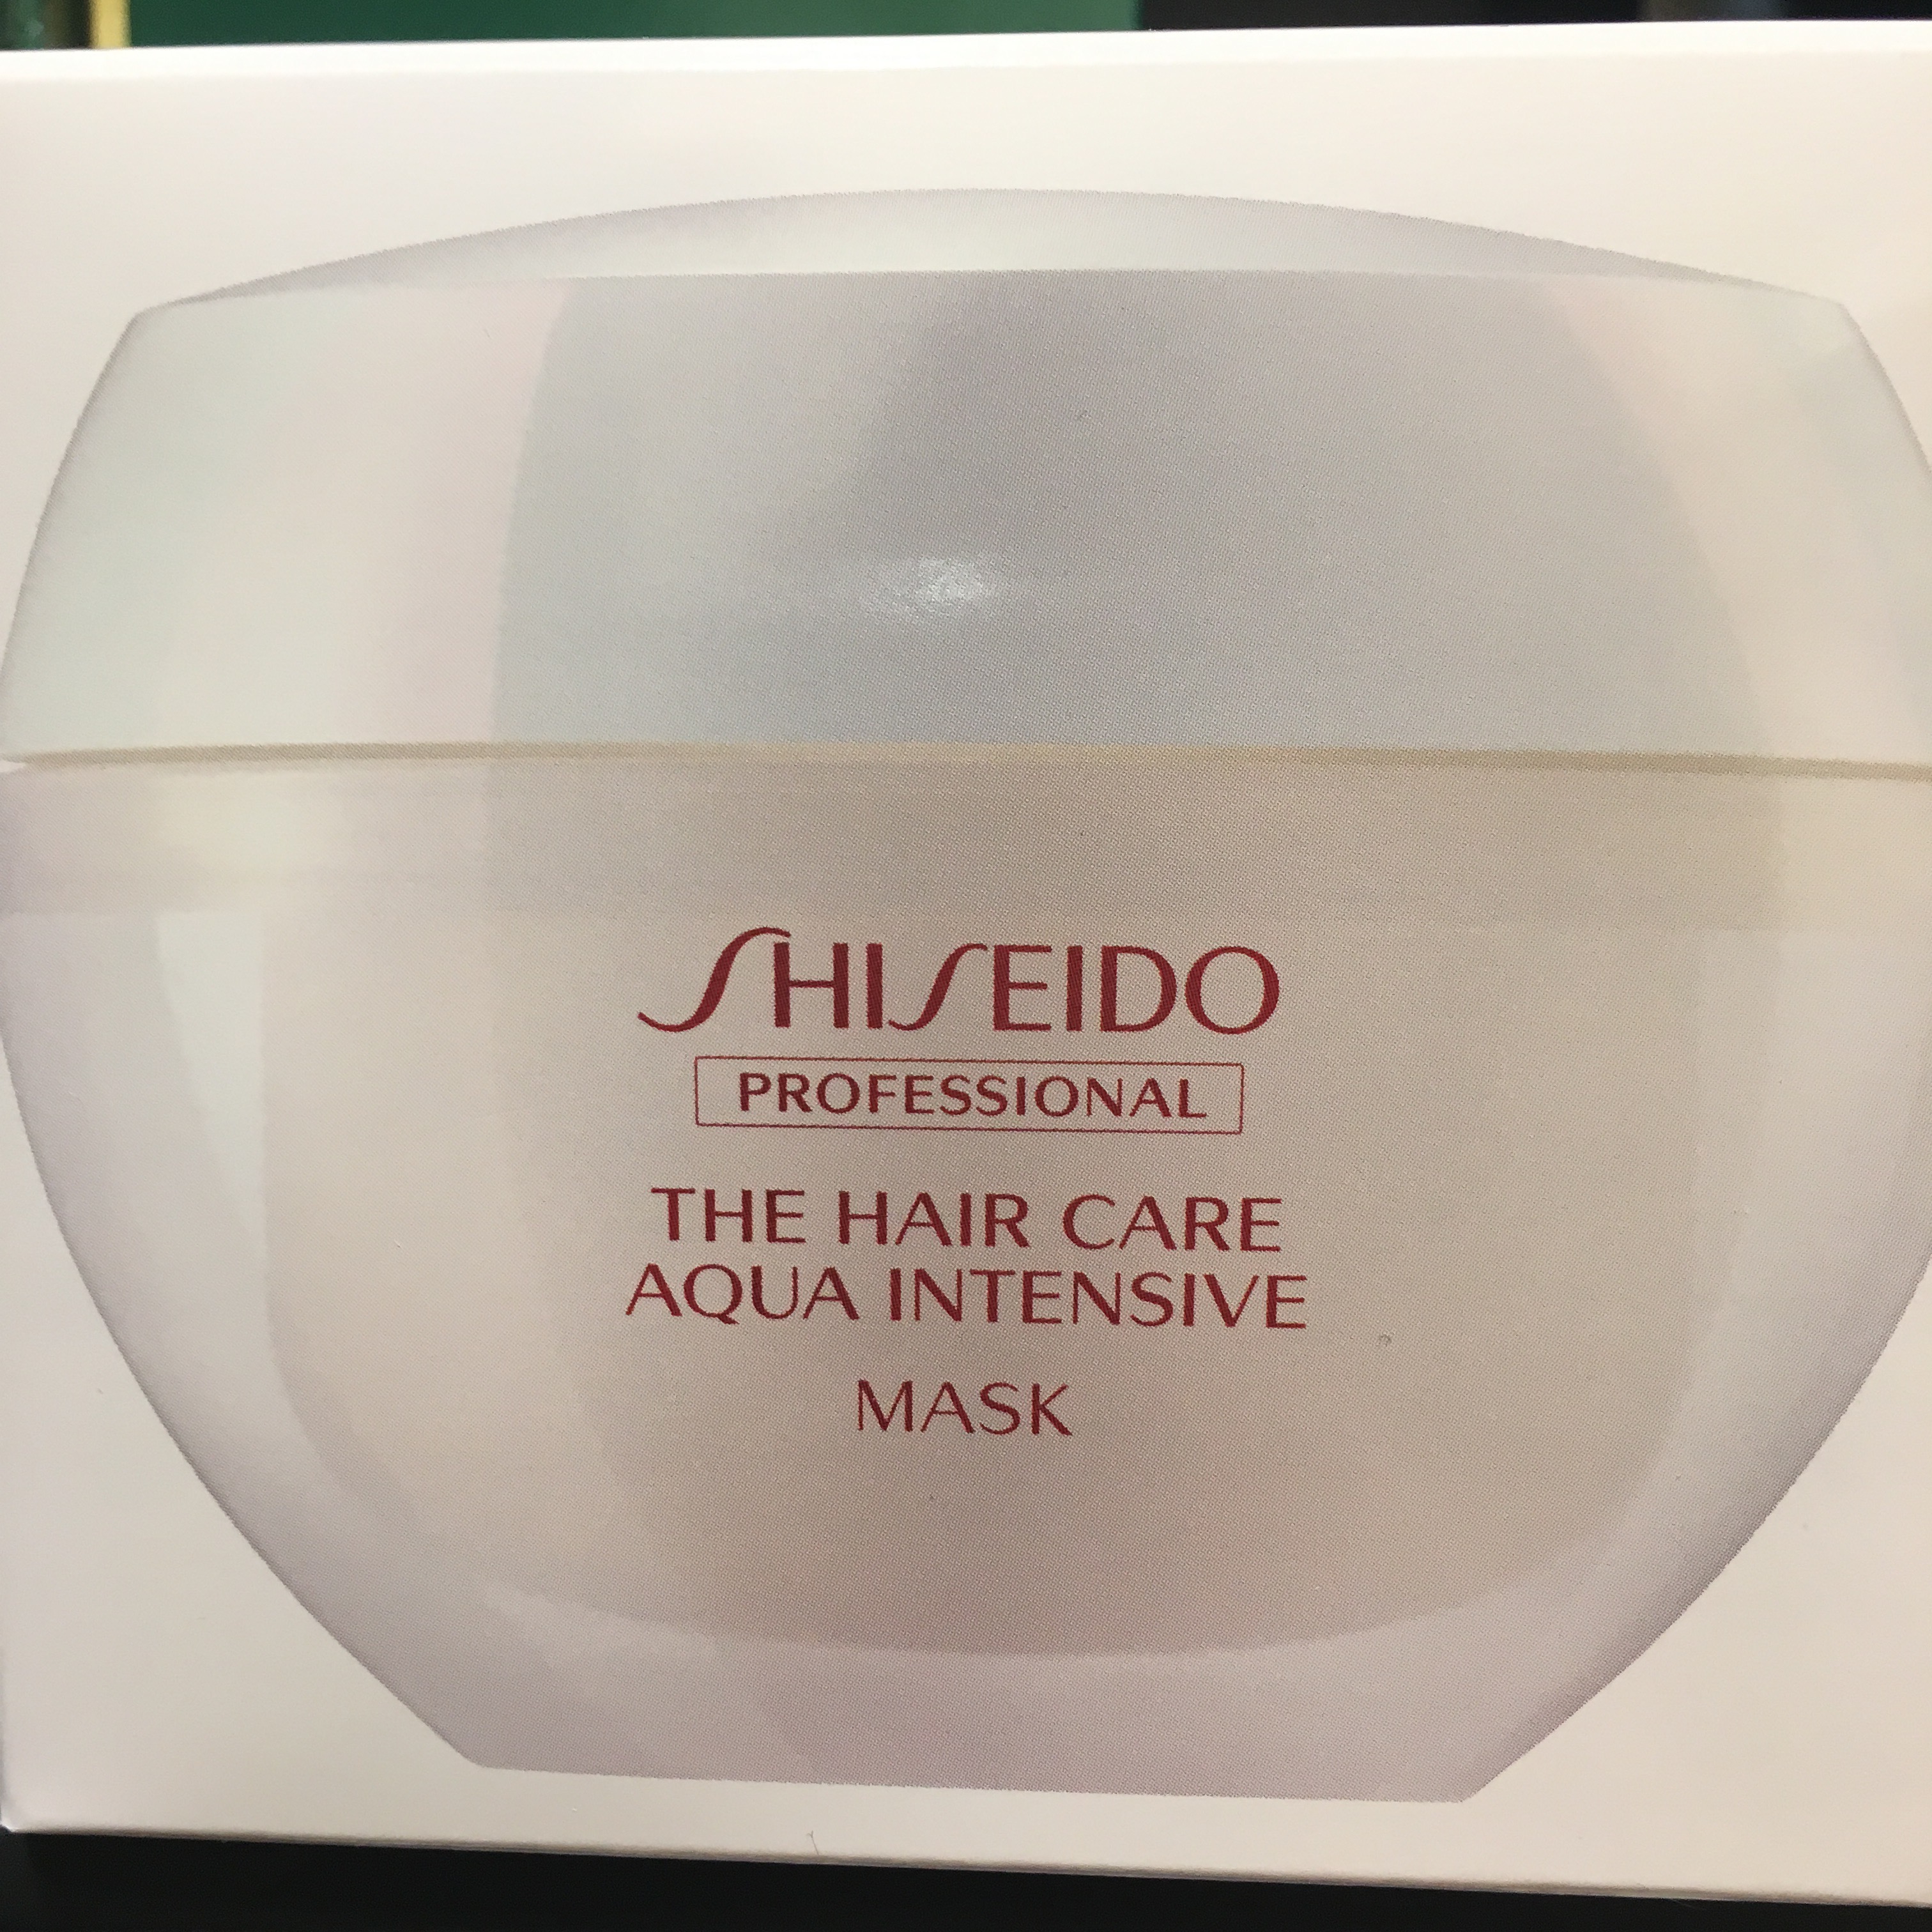 SHISEIDO
PROFESSIONAL
THE HAIR CARE
AQUA INTENSIVE
MASK